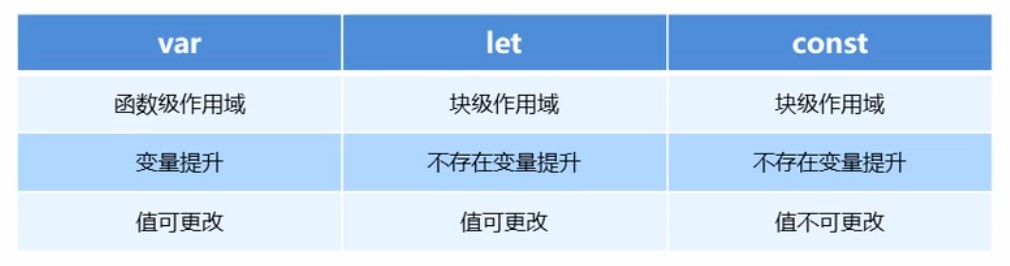 var let const
函数级作用域 块级作用域 块级作用域
变量提升 不存在变量提升 不存在变量提升
值可更改 值可更改 值不可更改